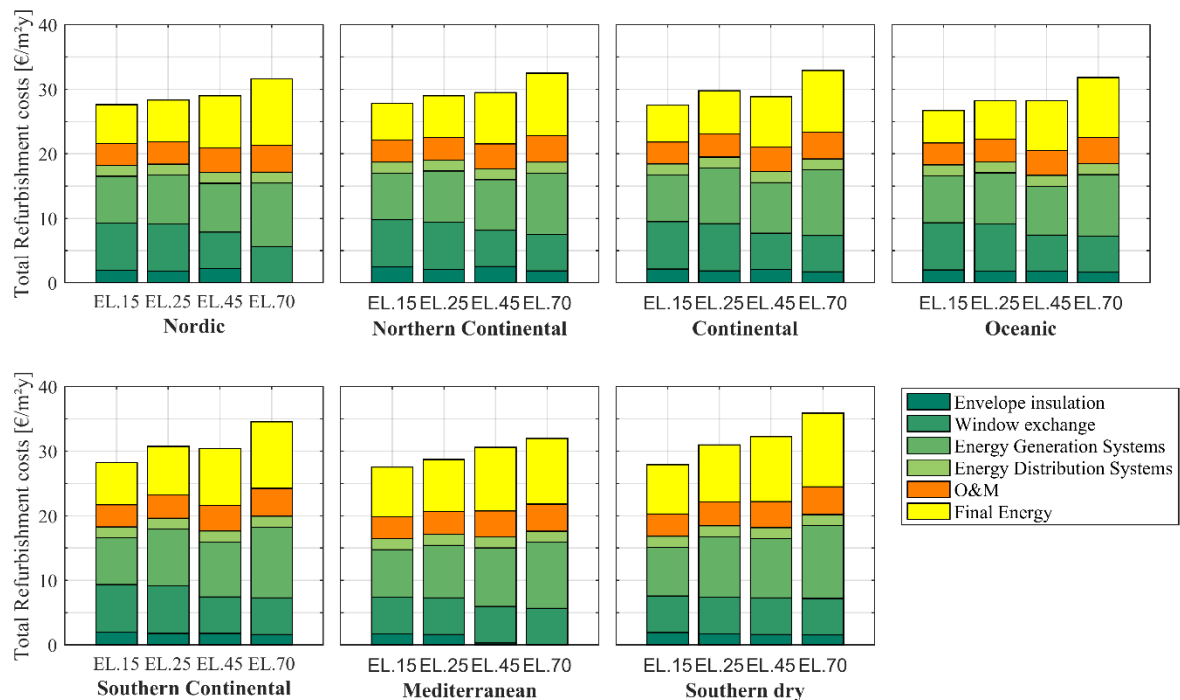 Total Refurbishment costs [€/m²y]
40
30
20
10
0
EL.15 EL.25 EL.45 EL.70
Nordic
EL.15 EL.25 EL.45 EL.70
Northern Continental
EL.15 EL.25 EL.45 EL.70
Continental
EL.15 EL.25 EL.45 EL.70
Oceanic
Total Refurbishment costs [€/m²y]
40
30
20
10
0
EL.15 EL.25 EL.45 EL.70
Southern Continental
EL.15 EL.25 EL.45 EL.70
Mediterranean
EL.15 EL.25 EL.45 EL.70
Southern dry
Envelope insulation
Window exchange
Energy Generation Systems
Energy Distribution Systems
O&M
Final Energy